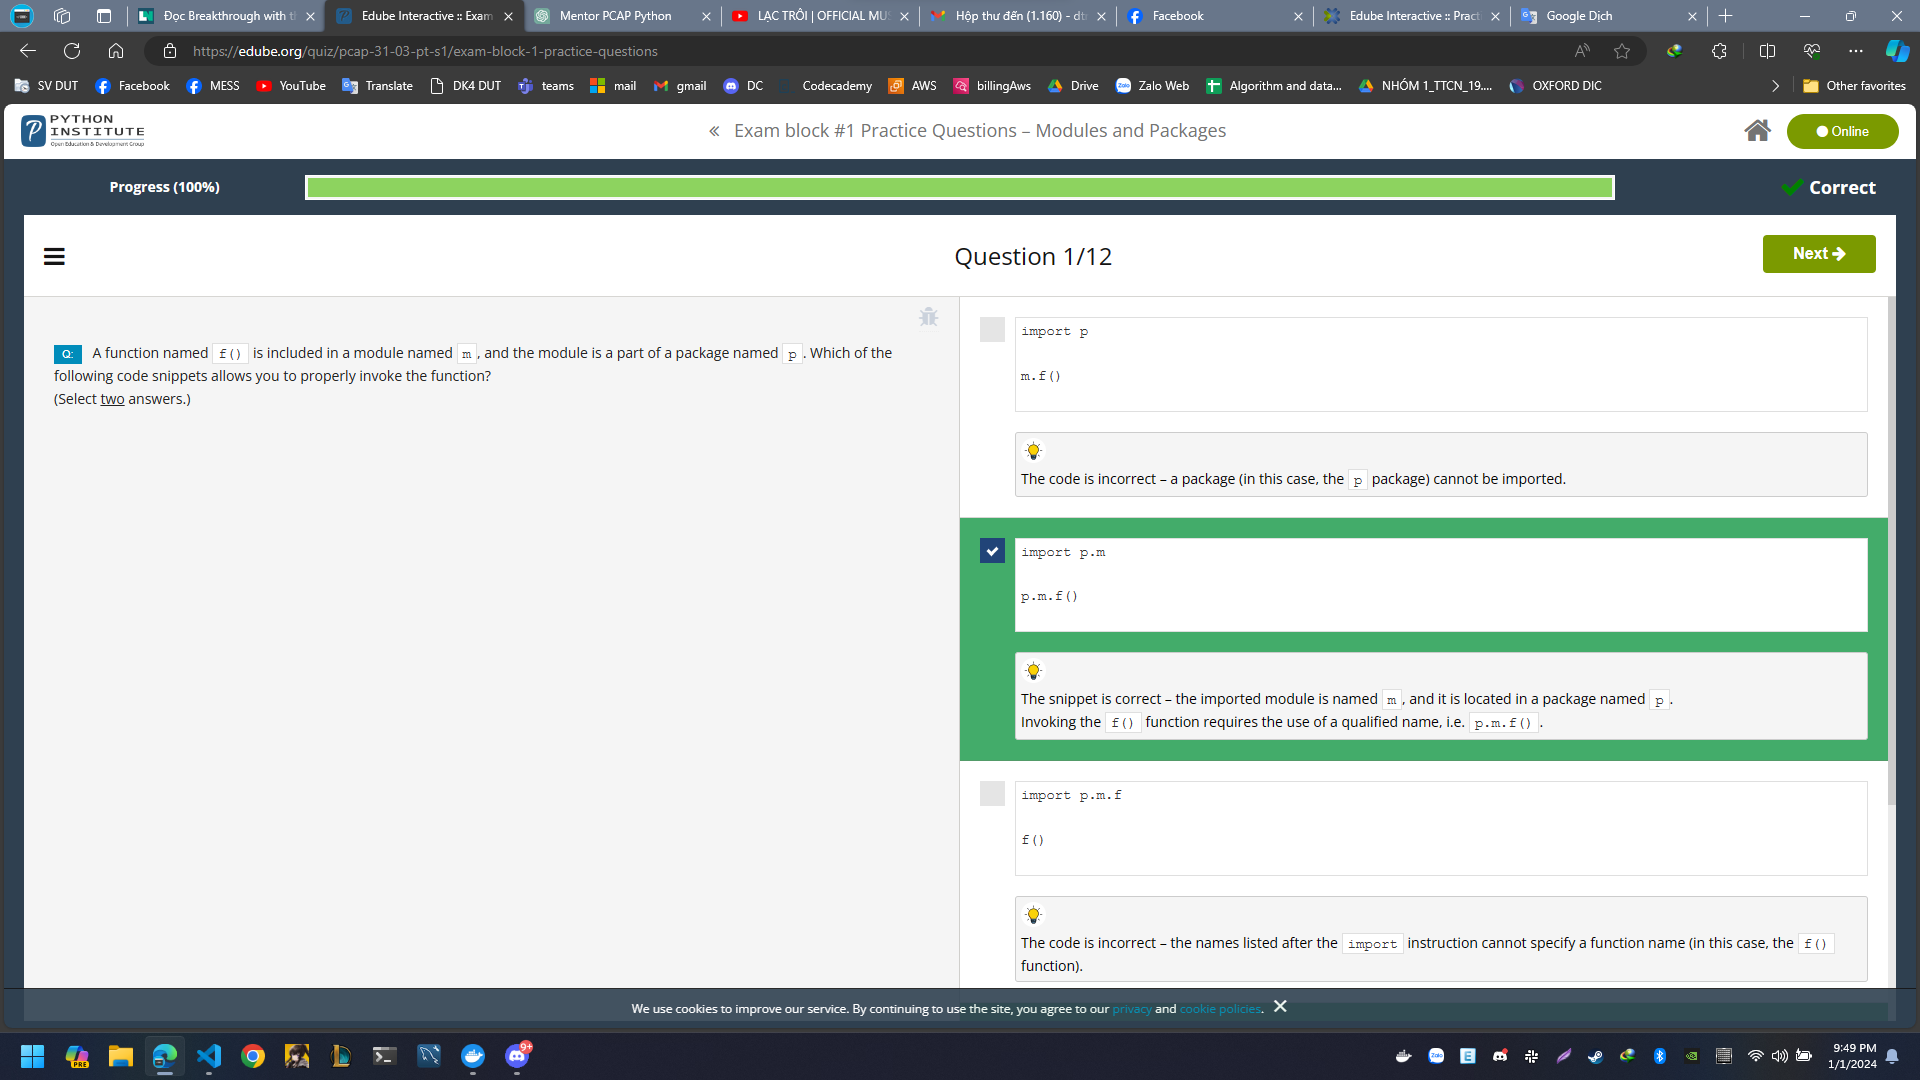 Đọc Breakthrough with t
Edube Interactive :: Exam
Mentor PCAP Python
LẠC TRÔI | OFFICIAL MU
Hộp thư đến (1.160) - dt
Facebook
Edube Interactive :: Pract
Google Dịch
https://edube.org/quiz/pcap-31-03-pt-s1/exam-block-1-practice-questions
SV DUT
Facebook
MESS
YouTube
Translate
DK4 DUT
teams
mail
gmail
DC
Codecademy
AWS
billingAws
Drive
Zalo Web
Algorithm and data...
NHÓM 1_TTCN_19....
OXFORD DIC
Other favorites
PYTHON
INSTITUTE
Open Education & Development Group
« Exam block #1 Practice Questions – Modules and Packages
Online
Progress (100%)
Correct
Question 1/12
Next
Q: A function named f() is included in a module named m, and the module is a part of a package named p. Which of the
following code snippets allows you to properly invoke the function?
(Select two answers.)
import p
m.f()
The code is incorrect – a package (in this case, the p package) cannot be imported.
import p.m
p.m.f()
The snippet is correct – the imported module is named m, and it is located in a package named p.
Invoking the f() function requires the use of a qualified name, i.e. p.m.f().
import p.m.f
f()
The code is incorrect – the names listed after the import instruction cannot specify a function name (in this case, the f()
function).
We use cookies to improve our service. By continuing to use the site, you agree to our privacy and cookie policies.
PRE
9+
9:49 PM
1/1/2024